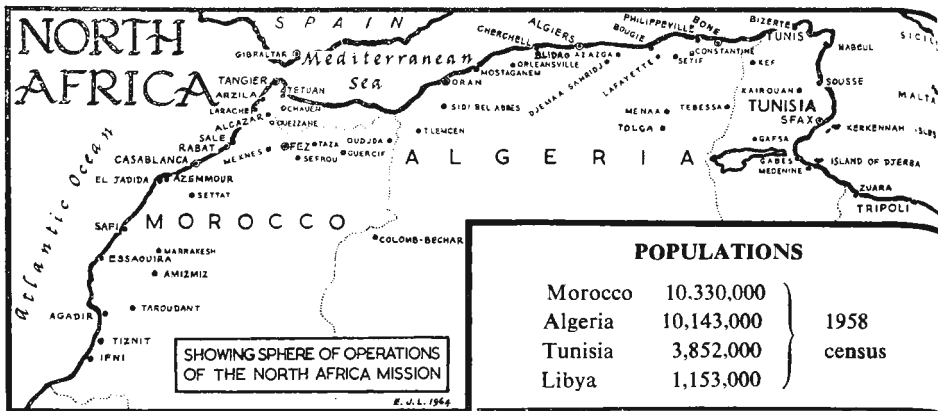 NORTH
AFRICA
SPAIN
GIBRALTAR
Mediterranean
Sea
Atlantic Ocean
TANGIER
ARZILA
TETUAN
LARACHE
CHAUEN
ALCAZAR
OUEZZANE
SALE
RABAT
MEKNES
FEZ
TAZA
SEFROU
GUERCIF
OUDJDA
CASABLANCA
EL JADIDA
AZEMMOUR
SETTAT
SAFI
MOROCCO
MARRAKESH
ESSAOUIRA
AMIZMIZ
AGADIR
TAROUDANT
TIZNIT
IFNI
COLOMB-BECHAR
CHERCHELL
ALGIERS
BLIDA
AZAZGA
ORLEANSVILLE
MOSTAGANEM
ORAN
SIDI BEL ABBES
TLEMCEN
DJEMAA SAHRIDJ
BOUGIE
LAFAYETTE
PHILIPPEVILLE
BONE
CONSTANTINE
SETIF
MENAA
TEBESSA
TOLGA
ALGERIA
BIZERTE
TUNIS
NABEUL
KEF
SOUSSE
KAIROUAN
TUNISIA
SFAX
KERKENNAH ISLDS
GAFSA
GABES
ISLAND OF DJERBA
MEDENINE
ZUARA
TRIPOLI
MALTA
SHOWING SPHERE OF OPERATIONS
OF THE NORTH AFRICA MISSION
E. J. L. 1964
POPULATIONS
Morocco 10.330,000
Algeria 10,143,000 1958
Tunisia 3,852,000 census
Libya 1,153,000